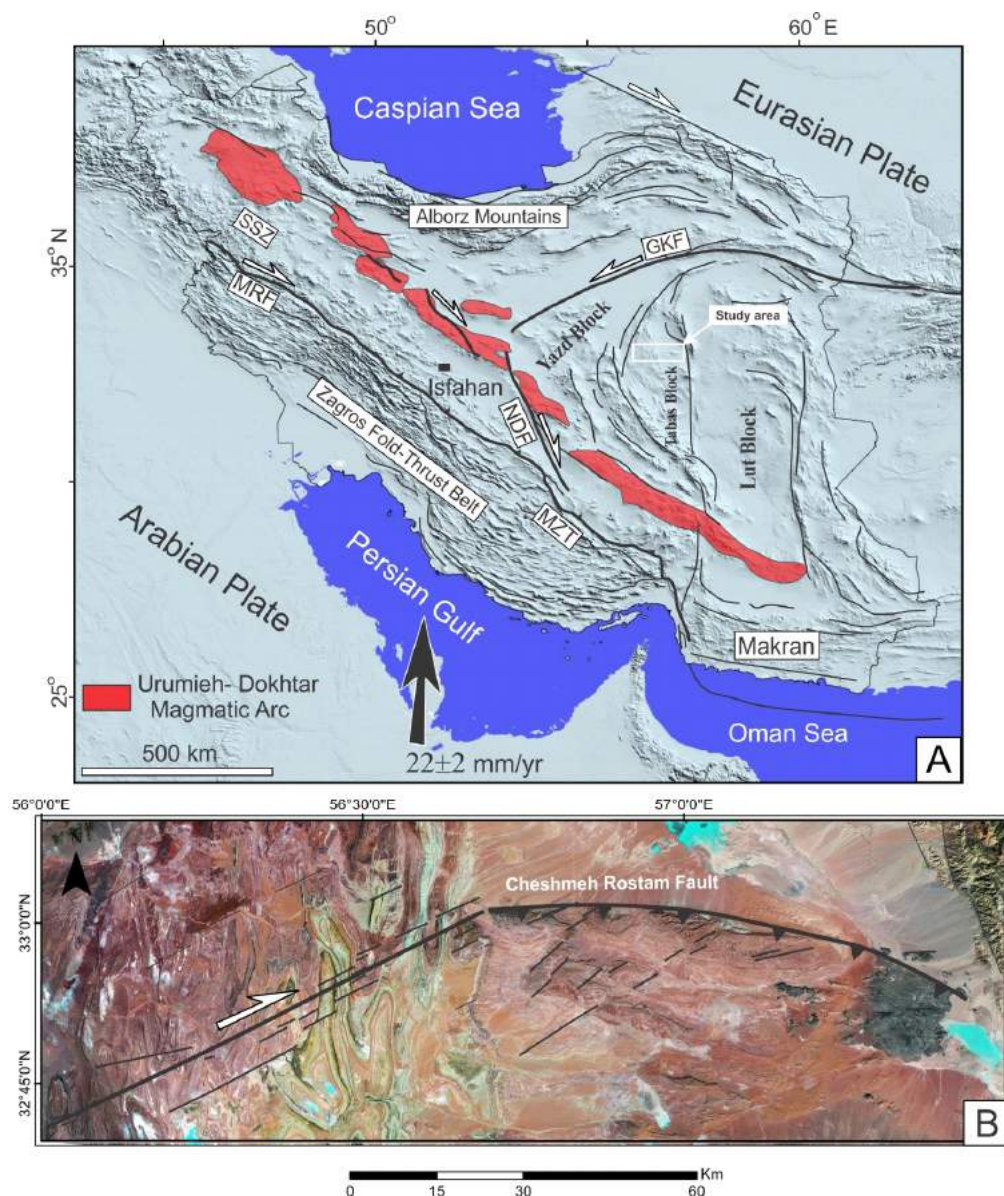 50°
60° E
Caspian Sea
Eurasian Plate
Alborz Mountains
SSZ
35° N
GKF
MRF
Study area
Yazd Block
Isfahan
Tabas Block
Zagros Fold-Thrust Belt
NDF
Lut Block
MZT
Arabian Plate
Persian Gulf
Makran
25°
Urumieh- Dokhtar
Magmatic Arc
Oman Sea
500 km
22±2 mm/yr
A
56°0'0"E
56°30'0"E
57°0'0"E
N
Cheshmeh Rostam Fault
33°0'0"N
32°45'0"N
B
Km
0 15 30 45 60